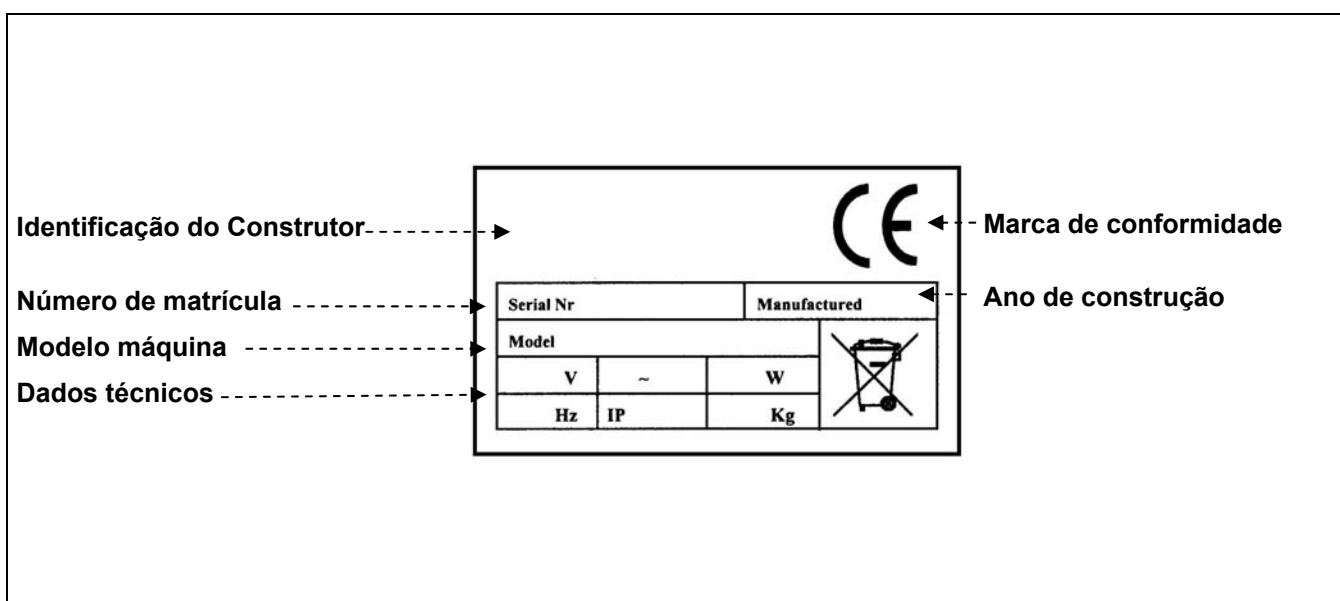 CE
Identificação do Construtor
Marca de conformidade
Número de matrícula
Serial Nr
Manufactured
Ano de construção
Modelo máquina
Model
Dados técnicos
V ~ W
Hz IP Kg